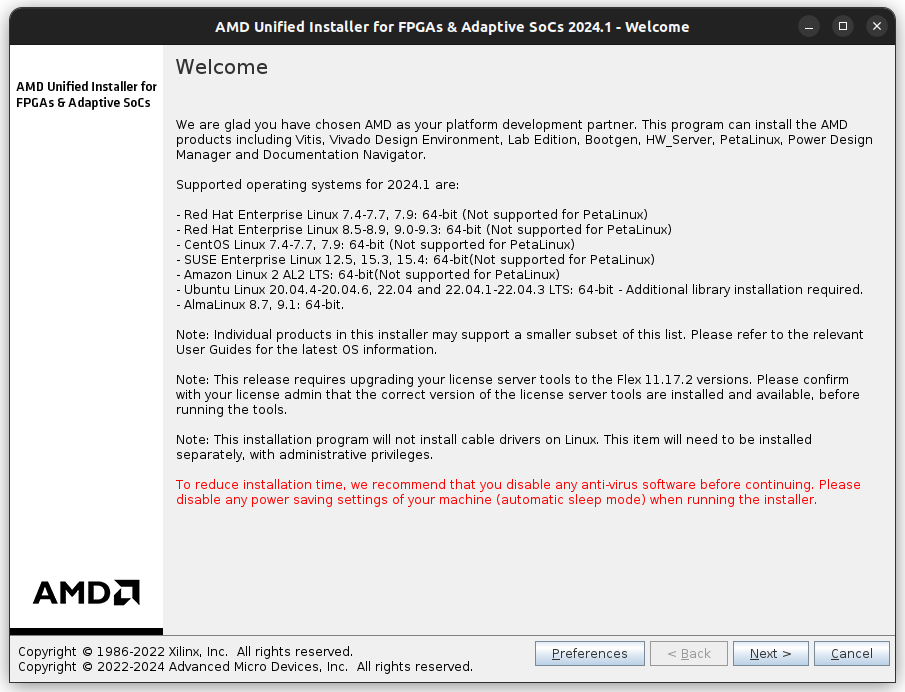 AMD Unified Installer for FPGAs & Adaptive SoCs 2024.1 - Welcome
AMD Unified Installer for
FPGAs & Adaptive SoCs
Welcome
We are glad you have chosen AMD as your platform development partner. This program can install the AMD
products including Vitis, Vivado Design Environment, Lab Edition, Bootgen, HW_Server, PetaLinux, Power Design
Manager and Documentation Navigator.
Supported operating systems for 2024.1 are:
- Red Hat Enterprise Linux 7.4-7.7, 7.9: 64-bit (Not supported for PetaLinux)
- Red Hat Enterprise Linux 8.5-8.9, 9.0-9.3: 64-bit (Not supported for PetaLinux)
- CentOS Linux 7.4-7.7, 7.9: 64-bit (Not supported for PetaLinux)
- SUSE Enterprise Linux 12.5, 15.3, 15.4: 64-bit(Not supported for PetaLinux)
- Amazon Linux 2 AL2 LTS: 64-bit(Not supported for PetaLinux)
- Ubuntu Linux 20.04.4-20.04.6, 22.04 and 22.04.1-22.04.3 LTS: 64-bit - Additional library installation required.
- AlmaLinux 8.7, 9.1: 64-bit.
Note: Individual products in this installer may support a smaller subset of this list. Please refer to the relevant
User Guides for the latest OS information.
Note: This release requires upgrading your license server tools to the Flex 11.17.2 versions. Please confirm
with your license admin that the correct version of the license server tools are installed and available, before
running the tools.
Note: This installation program will not install cable drivers on Linux. This item will need to be installed
separately, with administrative privileges.
To reduce installation time, we recommend that you disable any anti-virus software before continuing. Please
disable any power saving settings of your machine (automatic sleep mode) when running the installer.
AMD
Copyright © 1986-2022 Xilinx, Inc.  All rights reserved.
Copyright © 2022-2024 Advanced Micro Devices, Inc.  All rights reserved.
Preferences
< Back
Next >
Cancel